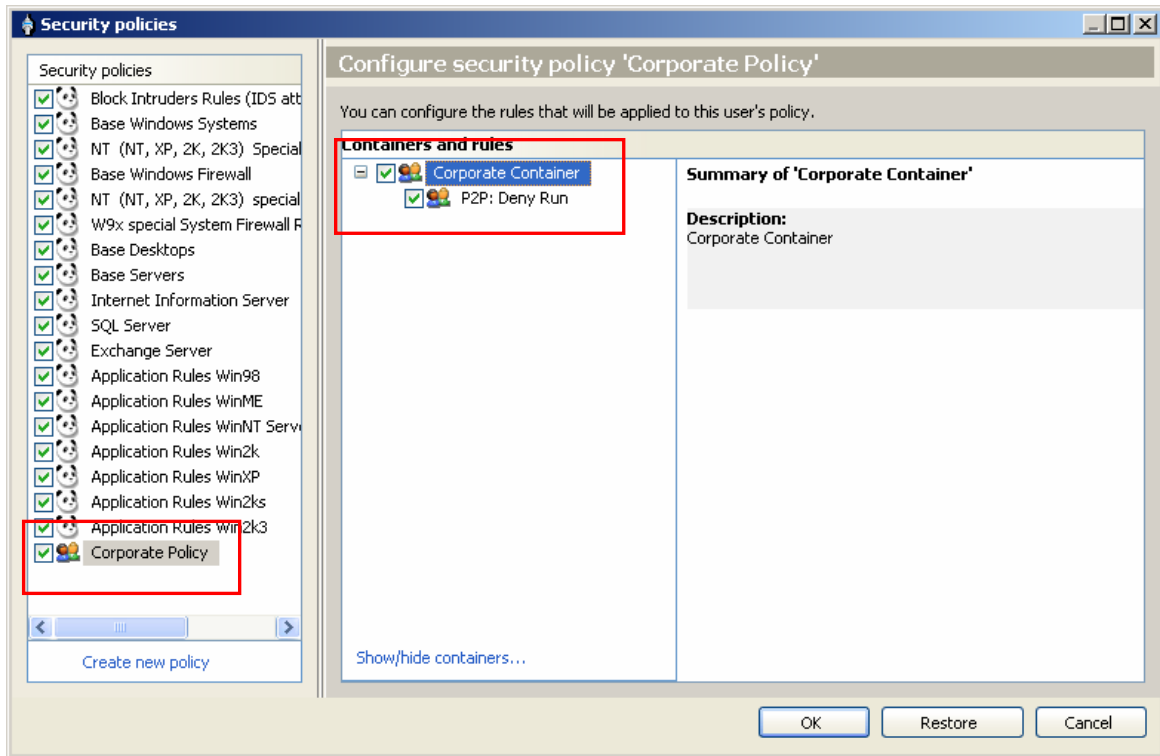 Security policies
Security policies
Block Intruders Rules (IDS att
Base Windows Systems
NT (NT, XP, 2K, 2K3) Special
Base Windows Firewall
NT (NT, XP, 2K, 2K3) special
W9x special System Firewall R
Base Desktops
Base Servers
Internet Information Server
SQL Server
Exchange Server
Application Rules Win98
Application Rules WinME
Application Rules WinNT Serve
Application Rules Win2k
Application Rules WinXP
Application Rules Win2ks
Application Rules Win2k3
Corporate Policy
Create new policy
Configure security policy 'Corporate Policy'
You can configure the rules that will be applied to this user's policy.
Containers and rules
Corporate Container
P2P: Deny Run
Show/hide containers...
Summary of 'Corporate Container'
Description:
Corporate Container
OK
Restore
Cancel